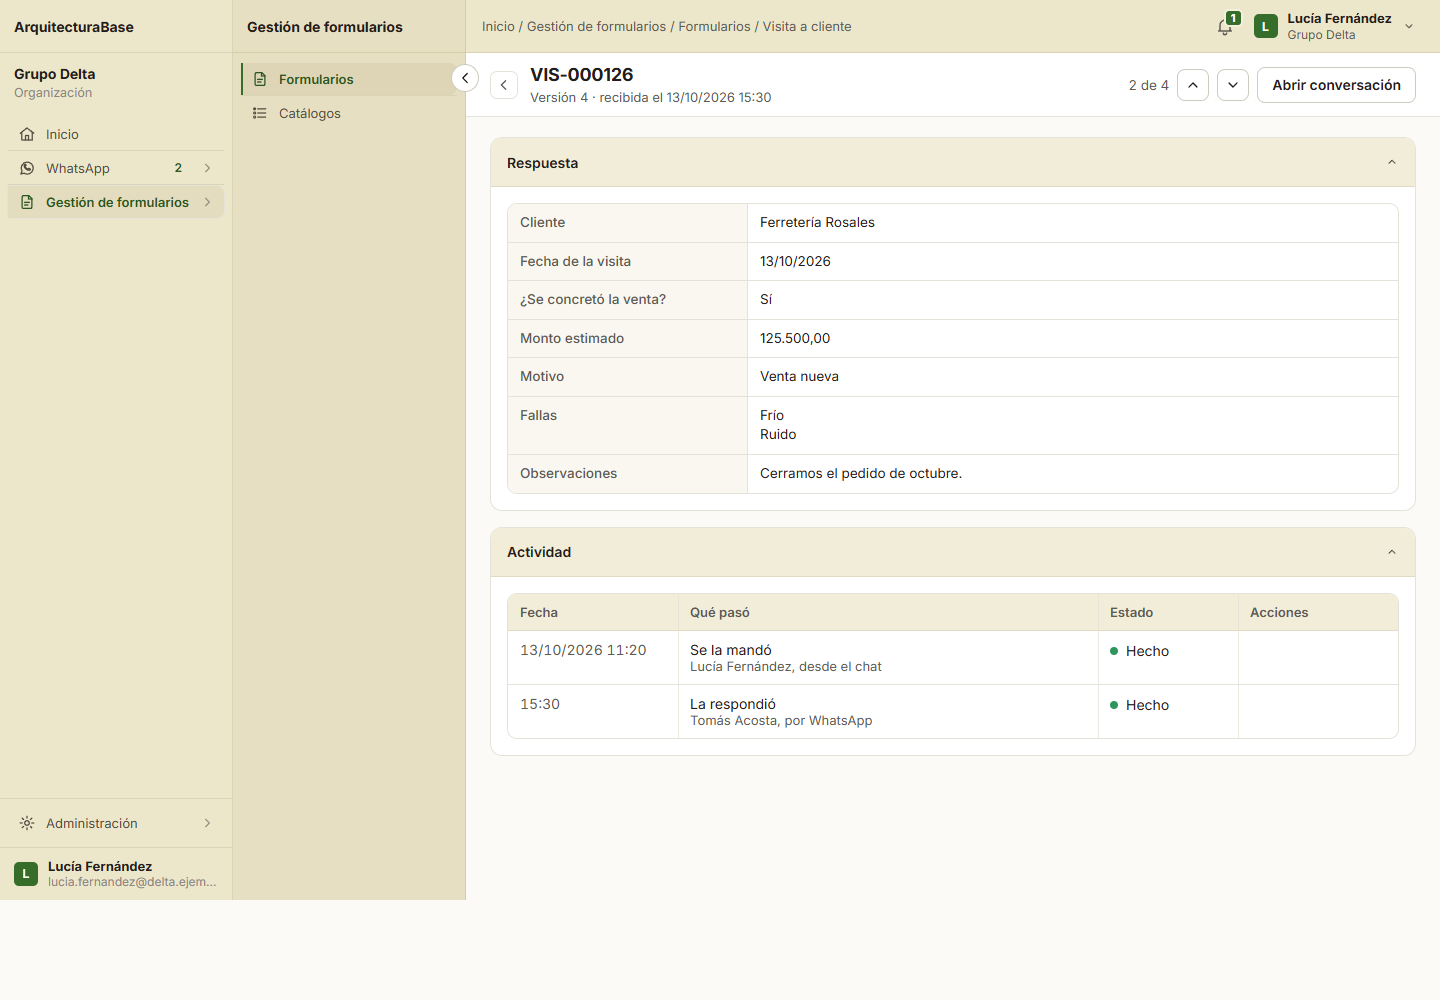 ArquitecturaBase
Grupo Delta
Organización
Inicio
WhatsApp 2
Gestión de formularios
Administración
L
Lucía Fernández
lucia.fernandez@delta.ejem...
Gestión de formularios
Formularios
Catálogos
Inicio / Gestión de formularios / Formularios / Visita a cliente
1
L
Lucía Fernández
Grupo Delta
VIS-000126
Versión 4 · recibida el 13/10/2026 15:30
2 de 4
Abrir conversación
Respuesta
Cliente Ferretería Rosales
Fecha de la visita 13/10/2026
¿Se concretó la venta? Sí
Monto estimado 125.500,00
Motivo Venta nueva
Fallas Frío
Ruido
Observaciones Cerramos el pedido de octubre.
Actividad
Fecha Qué pasó Estado Acciones
13/10/2026 11:20 Se la mandó Hecho
Lucía Fernández, desde el chat
15:30 La respondió Hecho
Tomás Acosta, por WhatsApp